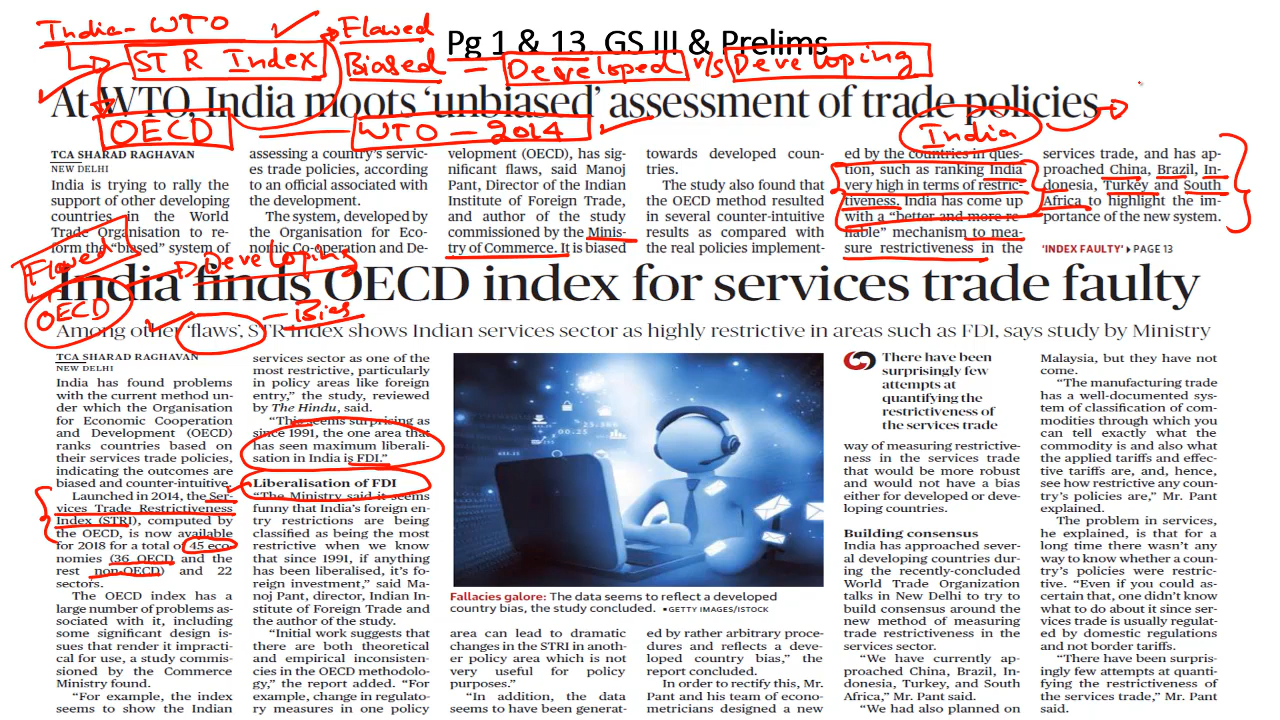 India - WTO
Flawed
Pg 1 & 13. GS III & Prelims
STR Index
Biased - Developed v/s Developing
At WTO, India moots ‘unbiased’ assessment of trade policies
OECD
WTO - 2014
India
TCA SHARAD RAGHAVAN
NEW DELHI
India is trying to rally the
support of other developing
countries in the World
Trade Organisation to re-
form the “biased” system of
assessing a country’s servic-
es trade policies, according
to an official associated with
the development.
The system, developed by
the Organisation for Eco-
nomic Co-operation and De-
velopment (OECD), has sig-
nificant flaws, said Manoj
Pant, Director of the Indian
Institute of Foreign Trade,
and author of the study
commissioned by the Minis-
try of Commerce. It is biased
towards developed coun-
tries.
The study also found that
the OECD method resulted
in several counter-intuitive
results as compared with
the real policies implement-
ed by the countries in ques-
tion, such as ranking India
very high in terms of restric-
tiveness. India has come up
with a “better and more re-
liable” mechanism to mea-
sure restrictiveness in the
services trade, and has ap-
proached China, Brazil, In-
donesia, Turkey and South
Africa to highlight the im-
portance of the new system.
‘INDEX FAULTY’ PAGE 13
Flawed
Developing
India finds OECD index for services trade faulty
OECD
- Bias
Among other ‘flaws’, STR Index shows Indian services sector as highly restrictive in areas such as FDI, says study by Ministry
TCA SHARAD RAGHAVAN
NEW DELHI
India has found problems
with the current method un-
der which the Organisation
for Economic Cooperation
and Development (OECD)
ranks countries based on
their services trade policies,
indicating the outcomes are
biased and counter-intuitive.
Launched in 2014, the Ser-
vices Trade Restrictiveness
Index (STRI), computed by
the OECD, is now available
for 2018 for a total of 45 eco-
nomies (36 OECD and the
rest non-OECD) and 22
sectors.
The OECD index has a
large number of problems as-
sociated with it, including
some significant design is-
sues that render it impracti-
cal for use, a study commis-
sioned by the Commerce
Ministry found.
“For example, the index
seems to show the Indian
services sector as one of the
most restrictive, particularly
in policy areas like foreign
entry,” the study, reviewed
by The Hindu, said.
“This seems surprising as
since 1991, the one area that
has seen maximum liberali-
sation in India is FDI.”
Liberalisation of FDI
“The Ministry said it seems
funny that India’s foreign en-
try restrictions are being
classified as being the most
restrictive when we know
that since 1991, if anything
has been liberalised, it’s fo-
reign investment,” said Ma-
noj Pant, director, Indian In-
stitute of Foreign Trade and
the author of the study.
“Initial work suggests that
there are both theoretical
and empirical inconsisten-
cies in the OECD methodolo-
gy,” the report added. “For
example, change in regulato-
ry measures in one policy
Fallacies galore: The data seems to reflect a developed
country bias, the study concluded. ▪ GETTY IMAGES/ISTOCK
area can lead to dramatic
changes in the STRI in anoth-
er policy area which is not
very useful for policy
purposes.”
“In addition, the data
seems to have been generat-
ed by rather arbitrary proce-
dures and reflects a deve-
loped country bias,” the
report concluded.
In order to rectify this, Mr.
Pant and his team of econo-
metricians designed a new
There have been
surprisingly few
attempts at
quantifying the
restrictiveness of
the services trade
way of measuring restrictive-
ness in the services trade
that would be more robust
and would not have a bias
either for developed or deve-
loping countries.
Building consensus
India has approached sever-
al developing countries dur-
ing the recently-concluded
World Trade Organization
talks in New Delhi to try to
build consensus around the
new method of measuring
trade restrictiveness in the
services sector.
“We have currently ap-
proached China, Brazil, In-
donesia, Turkey, and South
Africa,” Mr. Pant said.
“We had also planned on
Malaysia, but they have not
come.
“The manufacturing trade
has a well-documented sys-
tem of classification of com-
modities through which you
can tell exactly what the
commodity is and also what
the applied tariffs and effec-
tive tariffs are, and, hence,
see how restrictive any coun-
try’s policies are,” Mr. Pant
explained.
The problem in services,
he explained, is that for a
long time there wasn’t any
way to know whether a coun-
try’s policies were restric-
tive. “Even if you could as-
certain that, one didn’t know
what to do about it since ser-
vices trade is usually regulat-
ed by domestic regulations
and not border tariffs.
“There have been surpris-
ingly few attempts at quanti-
fying the restrictiveness of
the services trade,” Mr. Pant
said.